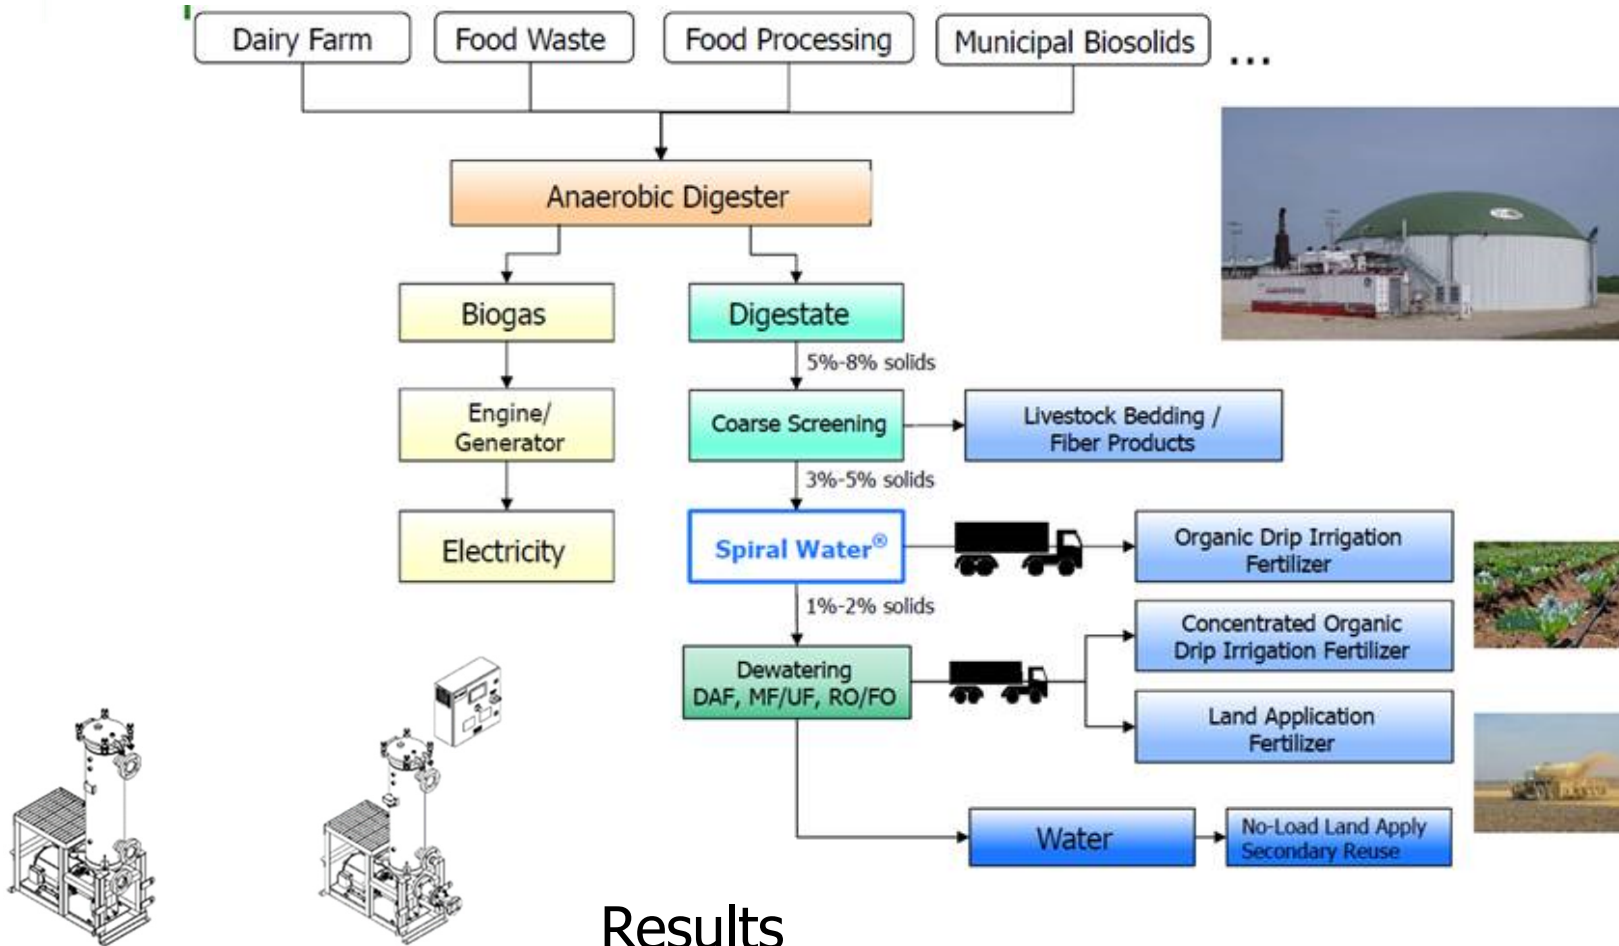 Dairy Farm
Food Waste
Food Processing
Municipal Biosolids
...
Anaerobic Digester
Biogas
Digestate
5%-8% solids
Engine/
Generator
Coarse Screening
Livestock Bedding /
Fiber Products
3%-5% solids
Electricity
Spiral Water®
Organic Drip Irrigation
Fertilizer
1%-2% solids
Dewatering
DAF, MF/UF, RO/FO
Concentrated Organic
Drip Irrigation Fertilizer
Land Application
Fertilizer
Water
No-Load Land Apply
Secondary Reuse
Results